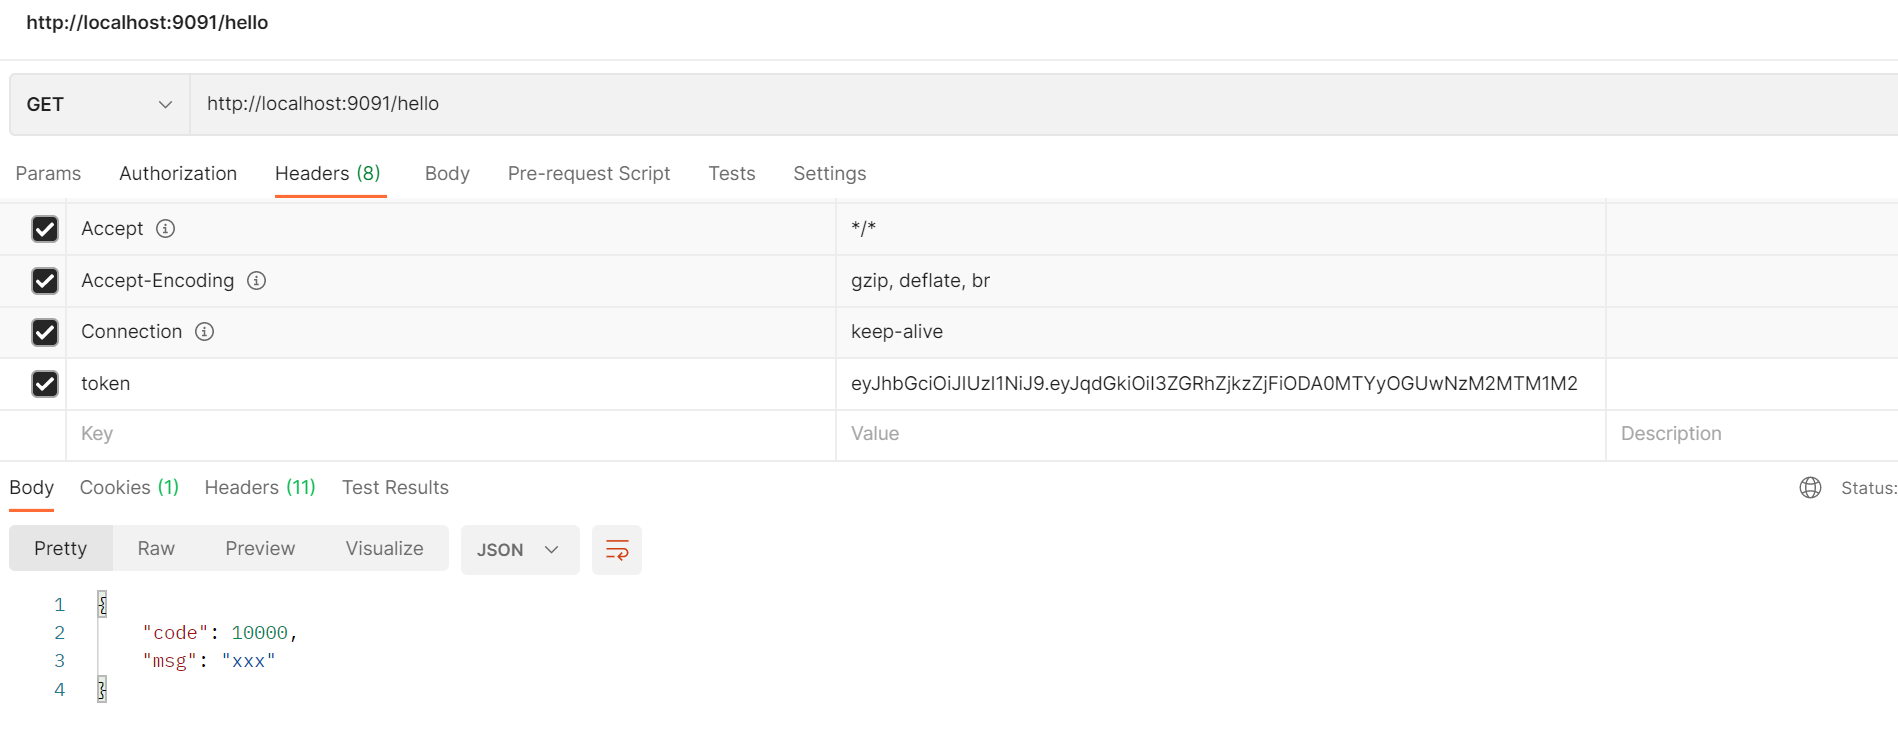 http://localhost:9091/hello
GET http://localhost:9091/hello
Params Authorization Headers (8) Body Pre-request Script Tests Settings
Accept */*
Accept-Encoding gzip, deflate, br
Connection keep-alive
token eyJhbGciOiJIUzI1NiJ9.eyJqdGkiOiI3ZGRhZjkzZjFiODA0MTYyOGUwNzM2MTM1M2
Key Value Description
Body Cookies (1) Headers (11) Test Results Status:
Pretty Raw Preview Visualize JSON
1 {
2 "code": 10000,
3 "msg": "xxx"
4 }